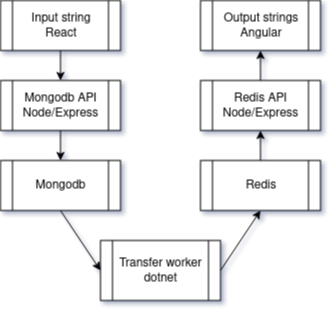 Input string
React
Output strings
Angular
Mongodb API
Node/Express
Redis API
Node/Express
Mongodb
Redis
Transfer worker
dotnet